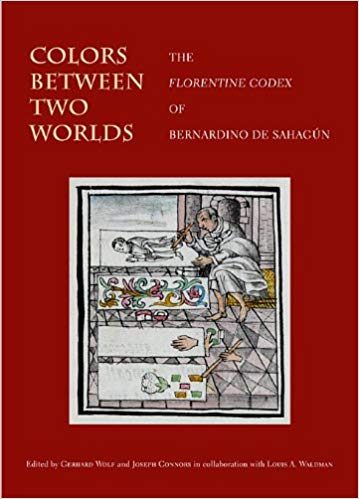 COLORS
BETWEEN
TWO
WORLDS
THE
FLORENTINE CODEX
OF
BERNARDINO DE SAHAGÚN
Edited by GERHARD WOLF and JOSEPH CONNORS in collaboration with LOUIS A. WALDMAN